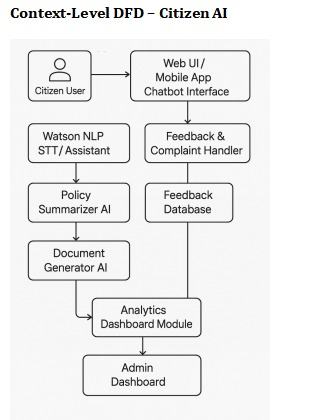 Context-Level DFD – Citizen AI
Citizen User
Web UI /
Mobile App
Chatbot Interface
Watson NLP
STT/Assistant
Feedback &
Complaint Handler
Policy
Summarizer AI
Feedback
Database
Document
Generator AI
Analytics
Dashboard Module
Admin
Dashboard